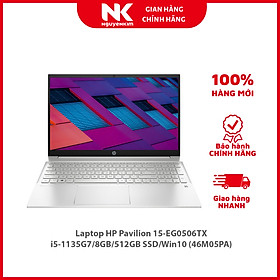 NK
NGUYENKIM
GIAN HÀNG
CHÍNH HÃNG
100%
HÀNG MỚI
Bảo hành
CHÍNH HÃNG
Giao hàng
NHANH
hp
Laptop HP Pavilion 15-EG0506TX
i5-1135G7/8GB/512GB SSD/Win10 (46M05PA)